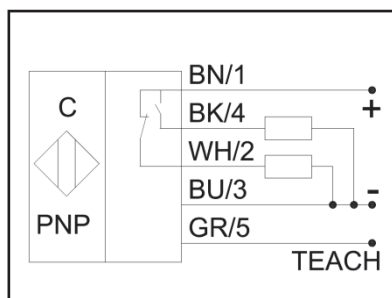 BN/1
+
C
BK/4
WH/2
BU/3
-
PNP
GR/5
TEACH